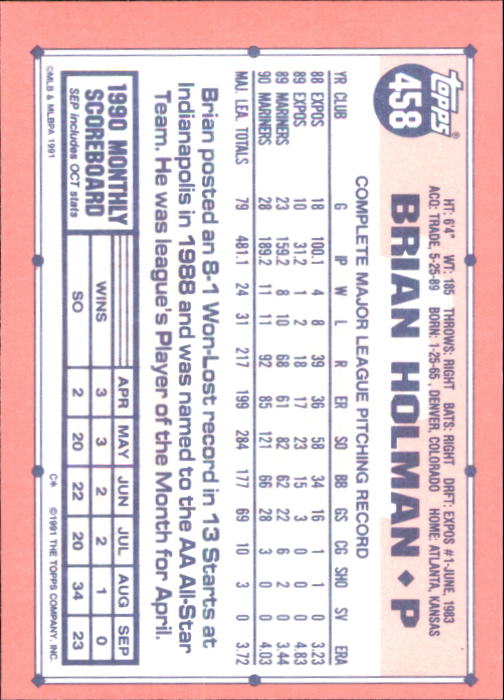 topps®
458
HT: 6'4" WT: 185 THROWS: RIGHT BATS: RIGHT DRFT: EXPOS #1-JUNE, 1983
ACQ: TRADE, 5-25-89 BORN: 1-25-65, DENVER, COLORADO HOME: ATLANTA, KANSAS
BRIAN HOLMAN ♦ P
COMPLETE MAJOR LEAGUE PITCHING RECORD
YR CLUB G IP W L R ER SO BB GS CG SHO SV ERA
88 EXPOS 18 100.1 4 8 39 36 58 34 16 1 1 0 3.23
89 EXPOS 10 31.2 1 2 18 17 23 15 3 0 0 0 4.83
89 MARINERS 23 159.2 8 10 68 61 82 62 22 6 2 0 3.44
90 MARINERS 28 189.2 11 11 92 85 121 66 28 3 0 0 4.03
MAJ. LEA. TOTALS 79 481.1 24 31 217 199 284 177 69 10 3 0 3.72
Brian posted an 8-1 Won-Lost record in 13 Starts at
Indianapolis in 1988 and was named to the AA All-Star
Team. He was league's Player of the Month for April.
1990 MONTHLY
SCOREBOARD
SEP includes OCT stats
APR MAY JUN JUL AUG SEP
WINS 3 3 2 2 1 0
SO 2 20 22 20 34 23
©MLB & MLBPA 1991
C* ©1991 THE TOPPS COMPANY, INC.